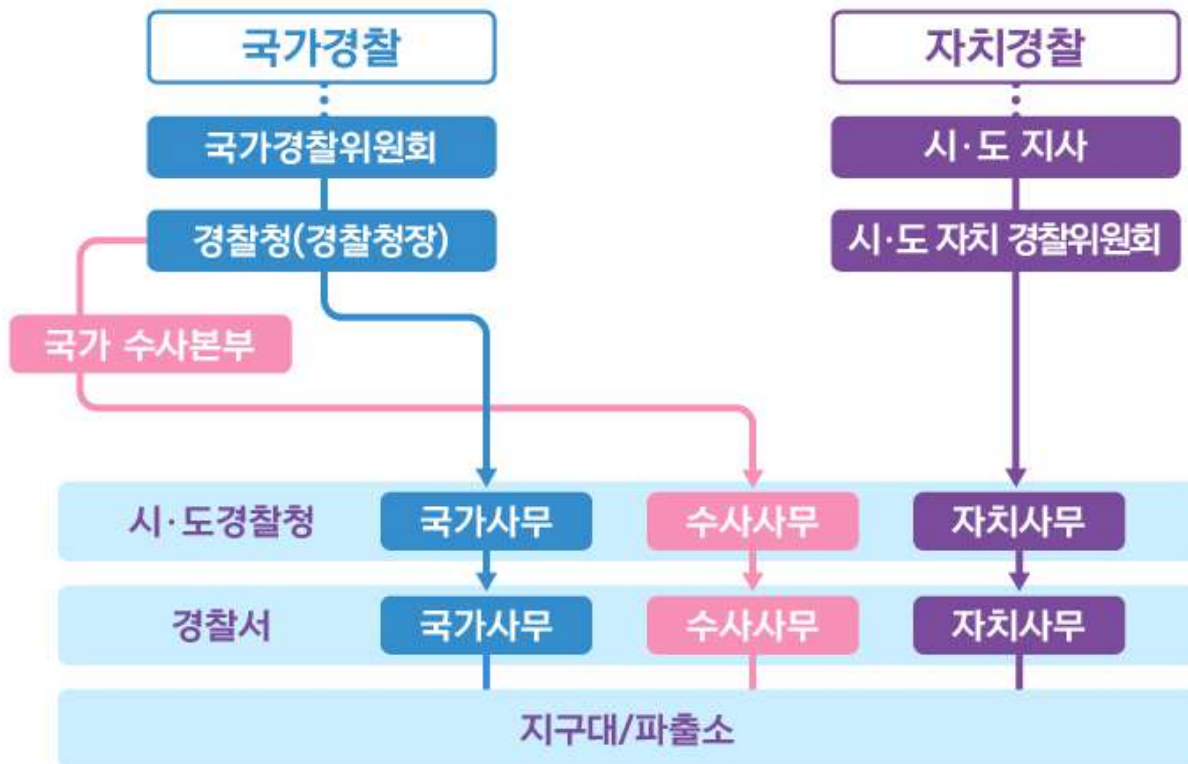 국가경찰
자치경찰
국가경찰위원회
시·도 지사
경찰청(경찰청장)
시·도 자치 경찰위원회
국가 수사본부
시·도경찰청
국가사무
수사사무
자치사무
경찰서
국가사무
수사사무
자치사무
지구대/파출소